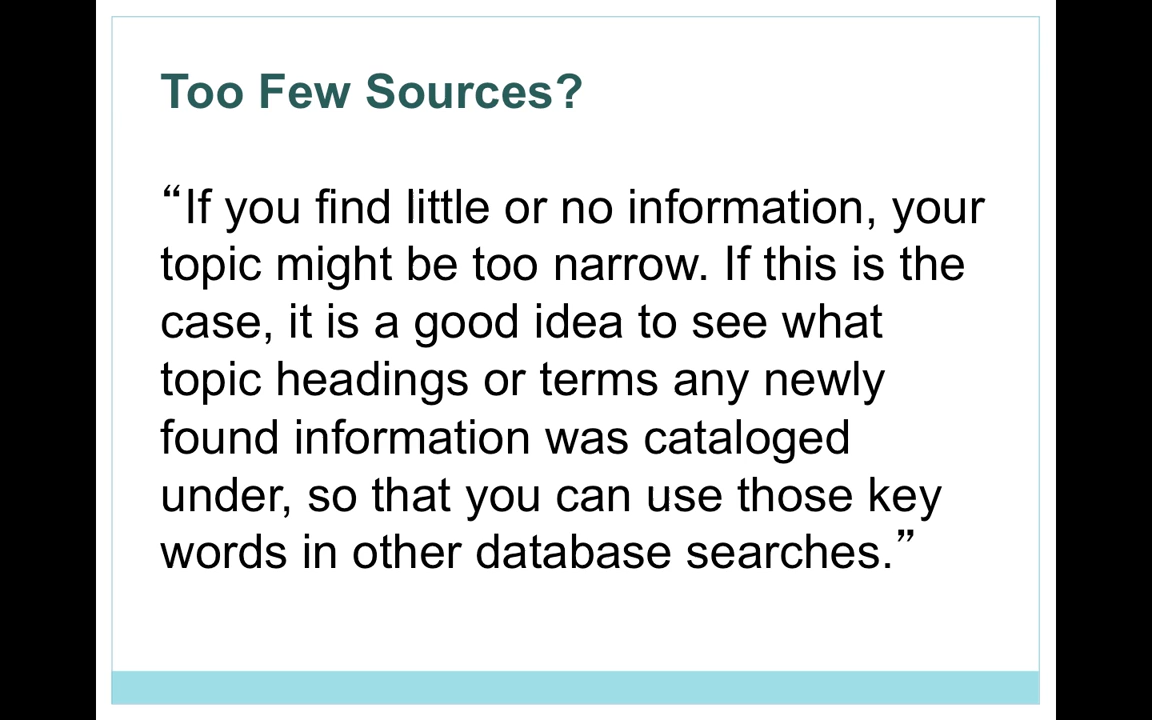 Too Few Sources?
“If you find little or no information, your
topic might be too narrow. If this is the
case, it is a good idea to see what
topic headings or terms any newly
found information was cataloged
under, so that you can use those key
words in other database searches.”